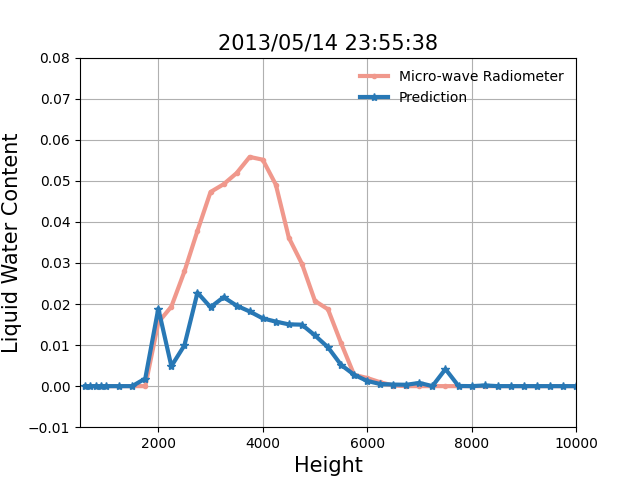 2013/05/14 23:55:38
Micro-wave Radiometer
Prediction
Liquid Water Content
0.08
0.07
0.06
0.05
0.04
0.03
0.02
0.01
0.00
−0.01
2000 4000 6000 8000 10000
Height